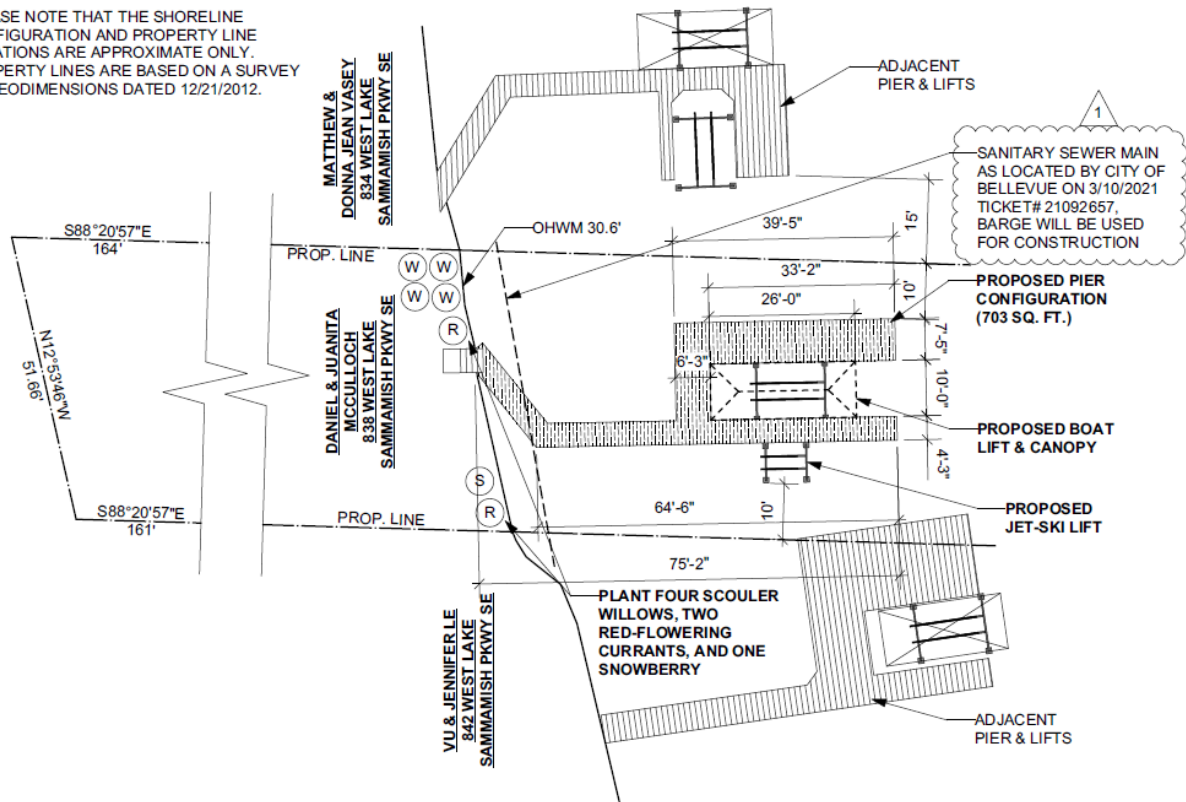 ASE NOTE THAT THE SHORELINE
FIGURATION AND PROPERTY LINE
ATIONS ARE APPROXIMATE ONLY.
PERTY LINES ARE BASED ON A SURVEY
EODIMENSIONS DATED 12/21/2012.
MATTHEW &
DONNA JEAN VASEY
834 WEST LAKE
SAMMAMISH PKWY SE
ADJACENT
PIER & LIFTS
1
SANITARY SEWER MAIN
AS LOCATED BY CITY OF
BELLEVUE ON 3/10/2021
TICKET# 21092657,
BARGE WILL BE USED
FOR CONSTRUCTION
S88°20'57"E
164'
PROP. LINE
OHWM 30.6'
39'-5"
15'
33'-2"
10'
26'-0"
PROPOSED PIER
CONFIGURATION
(703 SQ. FT.)
7'-5"
W W
W W
R
6'-3"
10'-0"
N12°53'46"W
51.66'
DANIEL & JUANITA
MCCULLOCH
838 WEST LAKE
SAMMAMISH PKWY SE
PROPOSED BOAT
LIFT & CANOPY
4'-3"
S
R
10'
64'-6"
PROPOSED
JET-SKI LIFT
S88°20'57"E
161'
PROP. LINE
75'-2"
PLANT FOUR SCOULER
WILLOWS, TWO
RED-FLOWERING
CURRANTS, AND ONE
SNOWBERRY
VU & JENNIFER LE
842 WEST LAKE
SAMMAMISH PKWY SE
ADJACENT
PIER & LIFTS